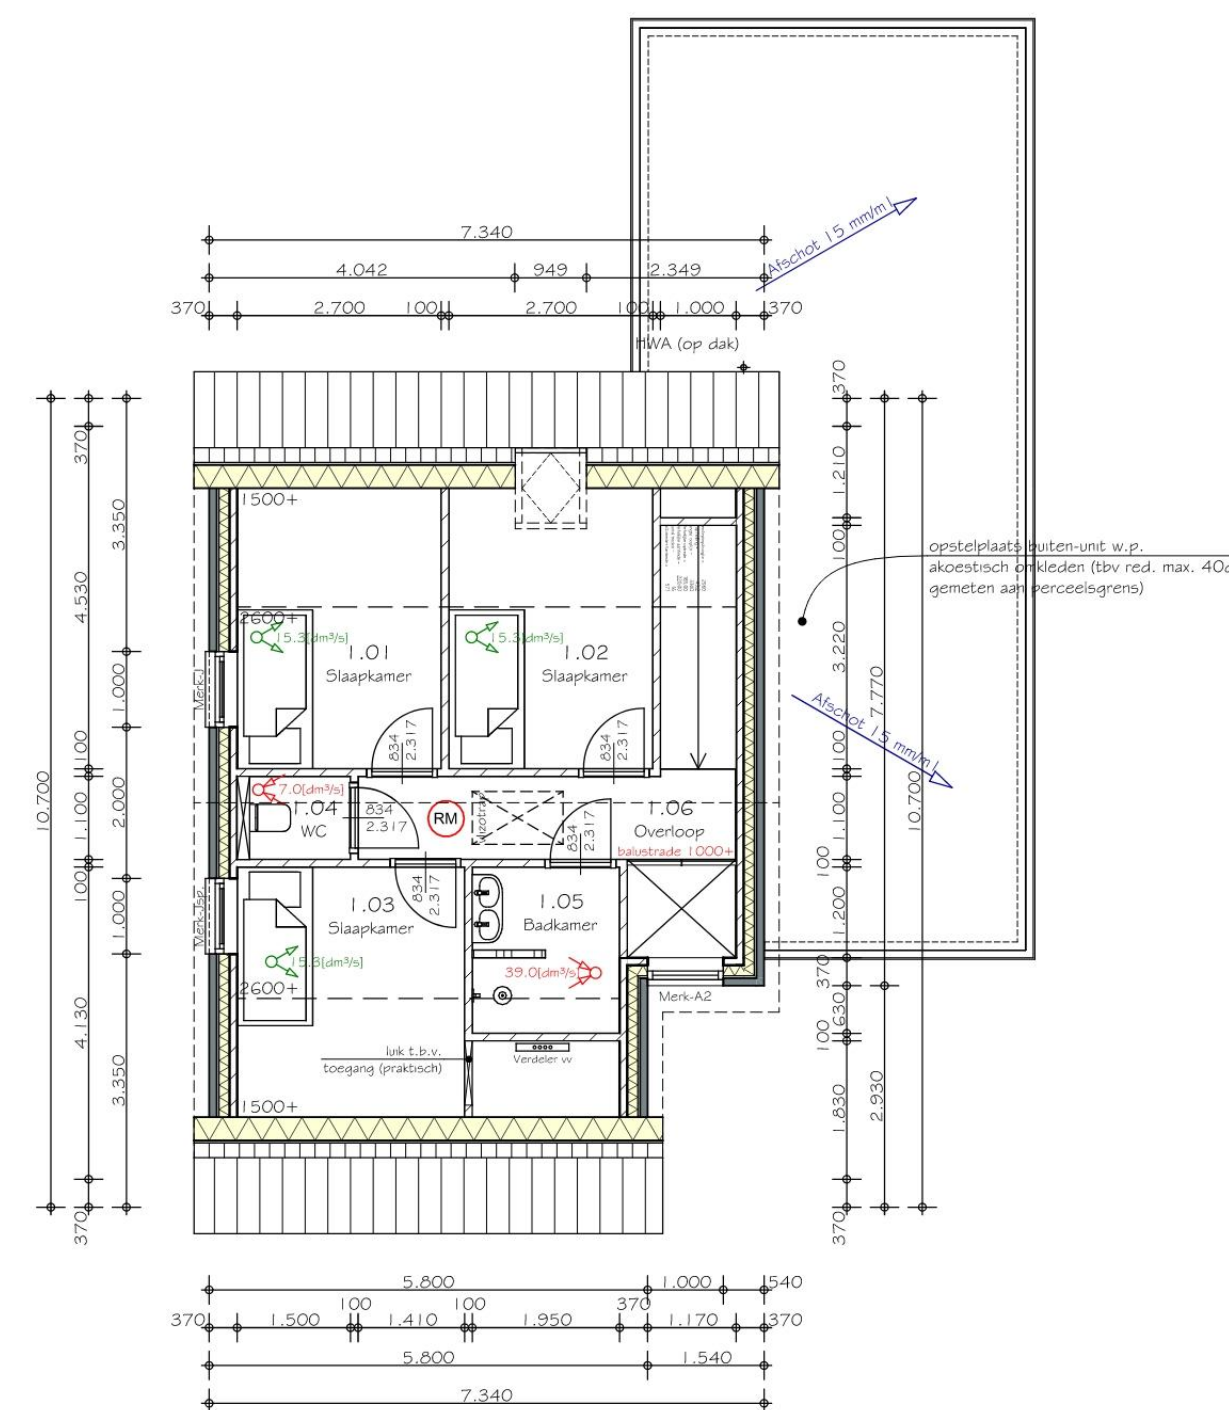 7.340
4.042 949 2.349
370 2.700 100 2.700 100 1.000 370
Afschot 15 mm/m1
HWA (op dak)
370
4.530
100
1.100
100
4.130
370
10.700
3.350
1.000
2.000
1.000
3.350
370
1.210
100
3.220
100
1.100
100
1.200
370
630
100
1.830
370
7.770
2.930
10.700
opstelplaats buiten-unit w.p.
akoestisch omkleden (tbv red. max. 40d
gemeten aan perceelsgrens)
Afschot 15 mm/m1
1500+
2600+
15.3[dm³/s]
1.01
Slaapkamer
15.3[dm³/s]
1.02
Slaapkamer
Merk-J
834
2.317
834
2.317
7.0[dm³/s]
1.04
WC
834
2.317
RM
Vlizotrap
834
2.317
1.06
Overloop
balustrade 1000+
834
2.317
1.03
Slaapkamer
1.05
Badkamer
Merk-Jsp
15.3[dm³/s]
39.0[dm³/s]
2600+
Merk-A2
luik t.b.v.
toegang (praktisch)
Verdeler vv
1500+
5.800 1.000 540
370 1.500 100 1.410 100 1.950 370 1.170 370
5.800 1.540
7.340